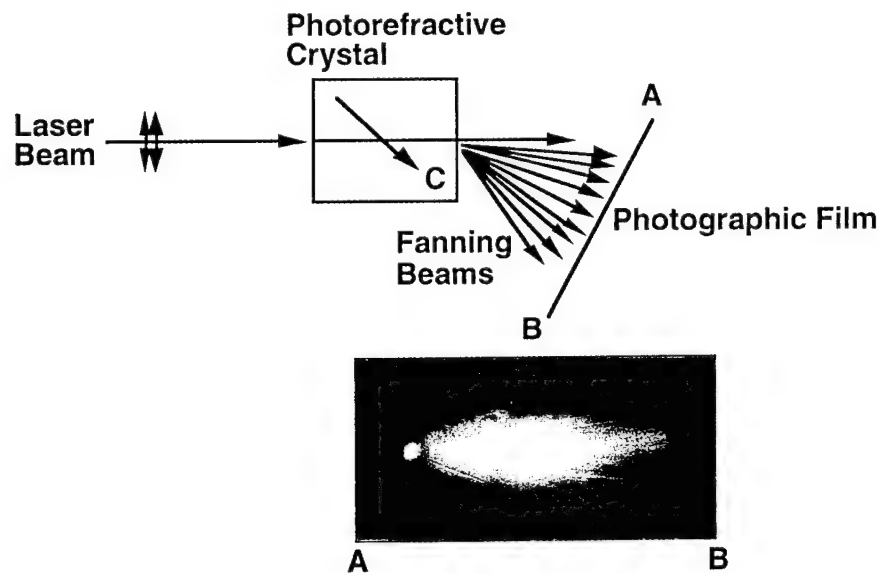 Photorefractive
Crystal
A
Laser
Beam
C
Fanning
Beams
Photographic Film
B
A
B